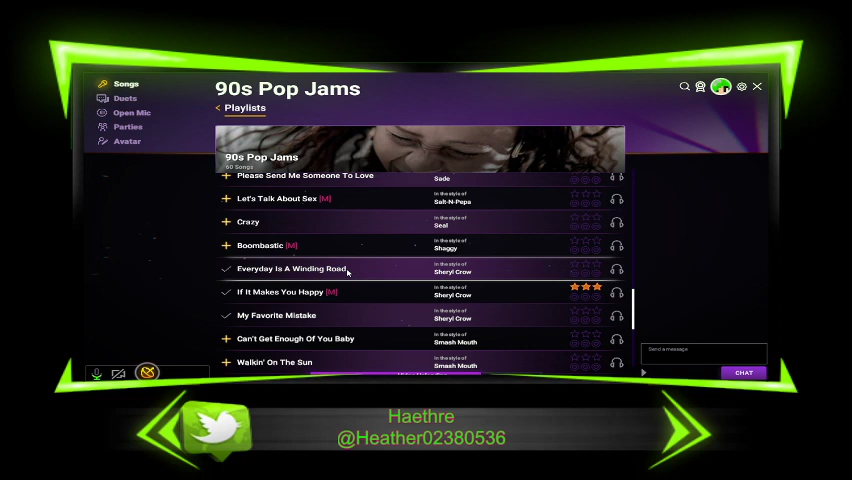 Songs
Duets
Open Mic
Parties
Avatar
90s Pop Jams
< Playlists
90s Pop Jams
60 Songs
Please Send Me Someone To Love
Sade
Let's Talk About Sex [M]
In the style of
Salt-N-Pepa
Crazy
In the style of
Seal
Boombastic [M]
In the style of
Shaggy
Everyday Is A Winding Road
In the style of
Sheryl Crow
If It Makes You Happy [M]
In the style of
Sheryl Crow
My Favorite Mistake
In the style of
Sheryl Crow
Can't Get Enough Of You Baby
In the style of
Smash Mouth
Walkin' On The Sun
In the style of
Smash Mouth
Send a message
CHAT
Haethre
@Heather02380536